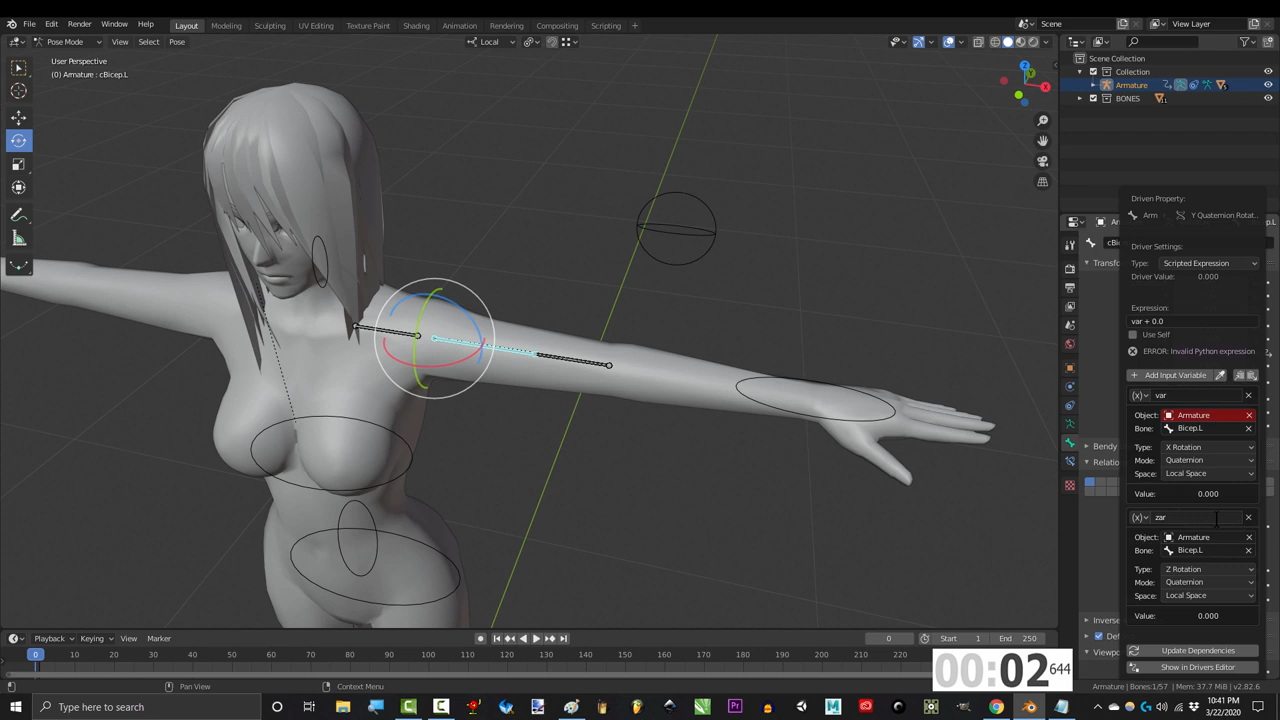 File Edit Render Window Help Layout Modeling Sculpting UV Editing Texture Paint Shading Animation Rendering Compositing Scripting + Scene View Layer
Pose Mode View Select Pose Local
User Perspective
(0) Armature : cBicep.L
Z
X
Scene Collection
Collection
Armature
BONES
Driven Property:
Arm Y Quaternion Rotat..
Driver Settings:
Type: Scripted Expression
Driver Value: 0.000
Expression:
var + 0.0
Use Self
ERROR: Invalid Python expression
Add Input Variable
(x) var
Object: Armature
Bone: Bicep.L
Type: X Rotation
Mode: Quaternion
Space: Local Space
Value: 0.000
(x) zar
Object: Armature
Bone: Bicep.L
Type: Z Rotation
Mode: Quaternion
Space: Local Space
Value: 0.000
Update Dependencies
Show in Drivers Editor
Transfo
Bendy
Relatio
Inverse
Def
Viewpo
Playback Keying View Marker 0 Start 1 End 250
0 10 20 30 40 50 60 70 80 90 100 110 120 130 140 150 160 170 180 190 200 210 220
00:02 644
Pan View Context Menu Armature | Bones:1/57 | Mem: 37.7 MiB | v2.82.6
Type here to search
10:41 PM
3/22/2020